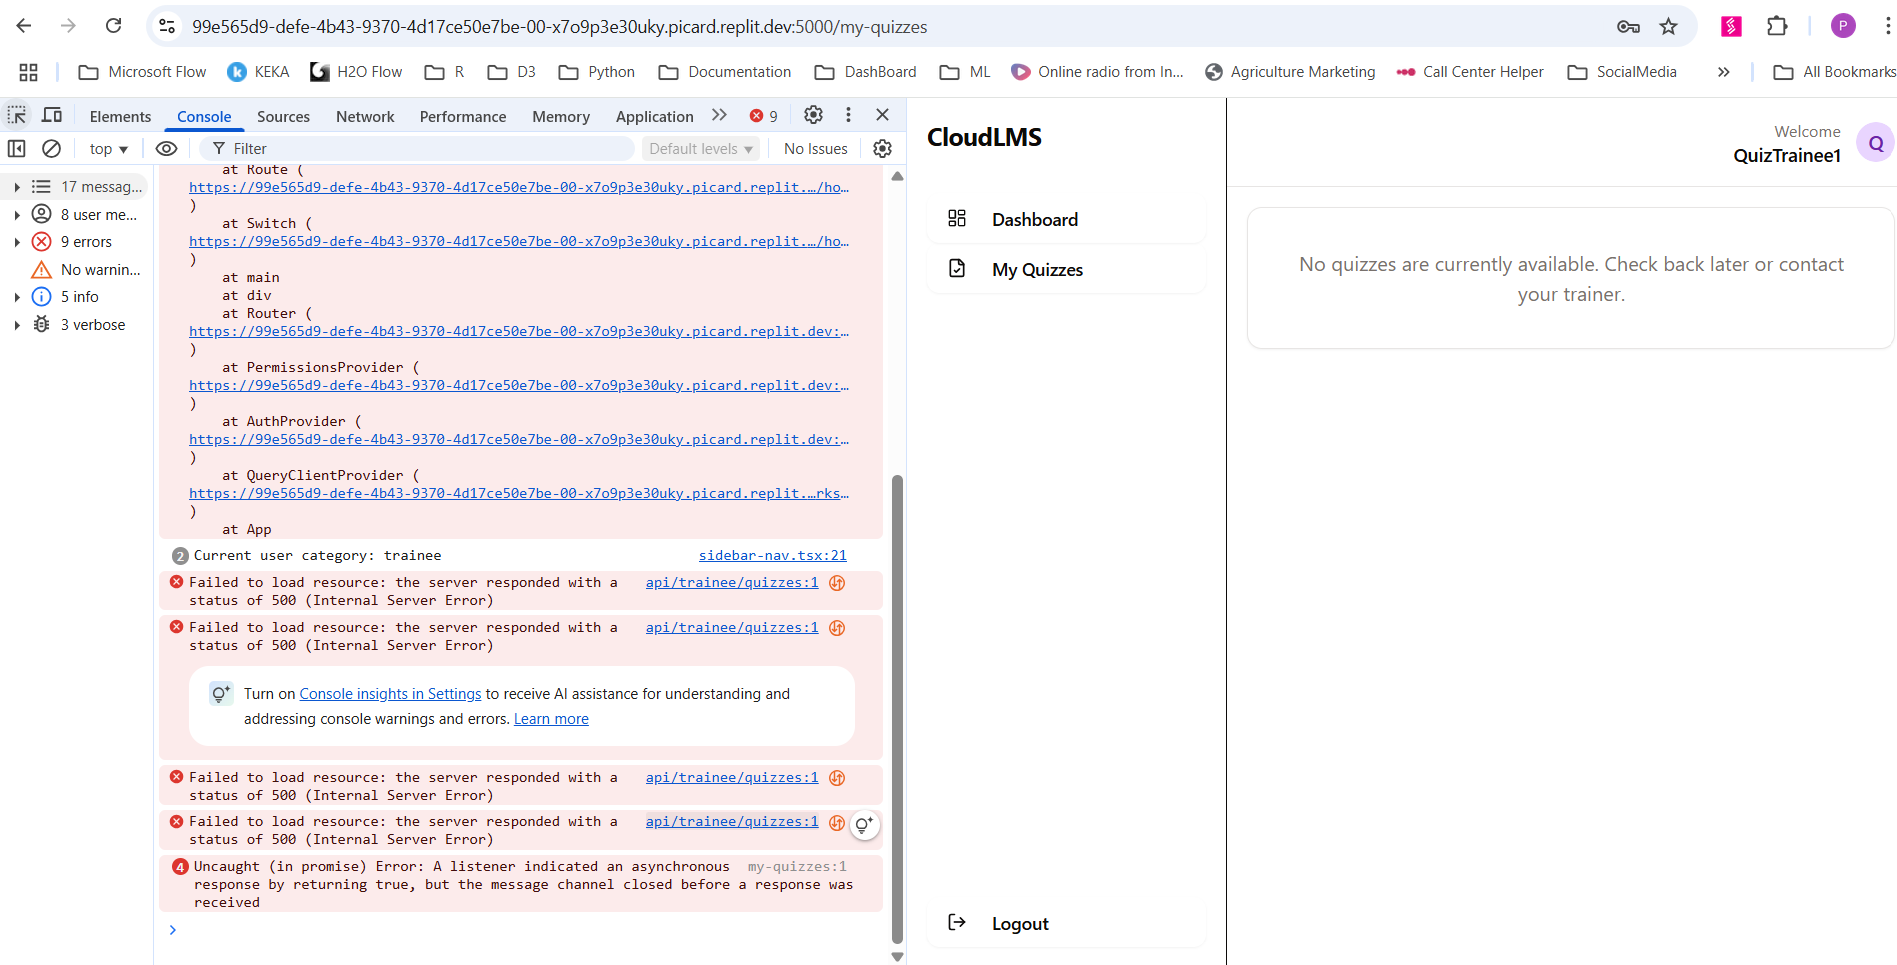 99e565d9-defe-4b43-9370-4d17ce50e7be-00-x7o9p3e30uky.picard.replit.dev:5000/my-quizzes
P
Microsoft Flow
KEKA
H2O Flow
R
D3
Python
Documentation
DashBoard
ML
Online radio from In...
Agriculture Marketing
Call Center Helper
SocialMedia
»
All Bookmarks
Elements
Console
Sources
Network
Performance
Memory
Application
9
top
Filter
Default levels
No Issues
17 messag...
8 user me...
9 errors
No warnin...
5 info
3 verbose
at Route (
https://99e565d9-defe-4b43-9370-4d17ce50e7be-00-x7o9p3e30uky.picard.replit.…/ho…
)
at Switch (
https://99e565d9-defe-4b43-9370-4d17ce50e7be-00-x7o9p3e30uky.picard.replit.…/ho…
)
at main
at div
at Router (
https://99e565d9-defe-4b43-9370-4d17ce50e7be-00-x7o9p3e30uky.picard.replit.dev:…
)
at PermissionsProvider (
https://99e565d9-defe-4b43-9370-4d17ce50e7be-00-x7o9p3e30uky.picard.replit.dev:…
)
at AuthProvider (
https://99e565d9-defe-4b43-9370-4d17ce50e7be-00-x7o9p3e30uky.picard.replit.dev:…
)
at QueryClientProvider (
https://99e565d9-defe-4b43-9370-4d17ce50e7be-00-x7o9p3e30uky.picard.replit.…rks…
)
at App
2 Current user category: trainee sidebar-nav.tsx:21
Failed to load resource: the server responded with a api/trainee/quizzes:1
status of 500 (Internal Server Error)
Failed to load resource: the server responded with a api/trainee/quizzes:1
status of 500 (Internal Server Error)
Turn on Console insights in Settings to receive AI assistance for understanding and
addressing console warnings and errors. Learn more
Failed to load resource: the server responded with a api/trainee/quizzes:1
status of 500 (Internal Server Error)
Failed to load resource: the server responded with a api/trainee/quizzes:1
status of 500 (Internal Server Error)
4 Uncaught (in promise) Error: A listener indicated an asynchronous my-quizzes:1
response by returning true, but the message channel closed before a response was
received
CloudLMS
Dashboard
My Quizzes
Logout
Welcome
QuizTrainee1
Q
No quizzes are currently available. Check back later or contact
your trainer.